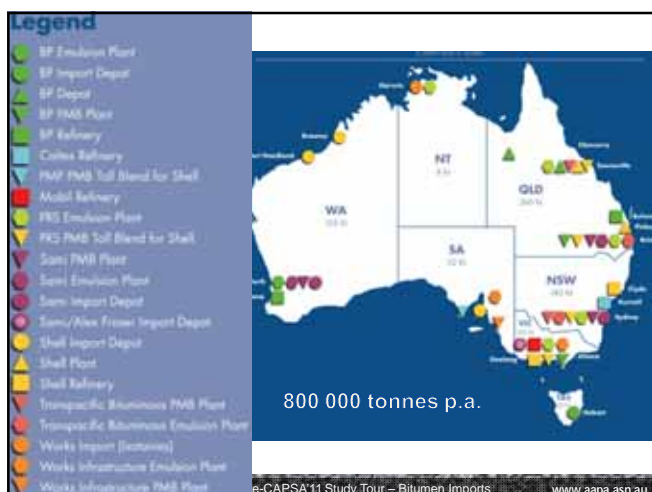 Legend
BP Emulsion Plant
BP Import Depot
BP Depot
BP PMB Plant
BP Refinery
Caltex Refinery
PMP PMB Toll Blend for Shell
Mobil Refinery
PRS Emulsion Plant
PRS PMB Toll Blend for Shell
Sami PMB Plant
Sami Emulsion Plant
Sami Import Depot
Sami/Alex Fraser Import Depot
Shell Import Depot
Shell Plant
Shell Refinery
Transpacific Bituminous PMB Plant
Transpacific Bituminous Emulsion Plant
Works Import
Works Infrastructure Emulsion Plant
Works Infrastructure PMB Plant
Darwin
Broome
NT
QLD
WA
SA
NSW
VIC
Townsville
Clyde
Kurnell
Sydney
Geelong
Altona
Hobart
800 000 tonnes p.a.
e-CAPSA'11 Study Tour – Bitumen Imports
www.aapa.asn.au